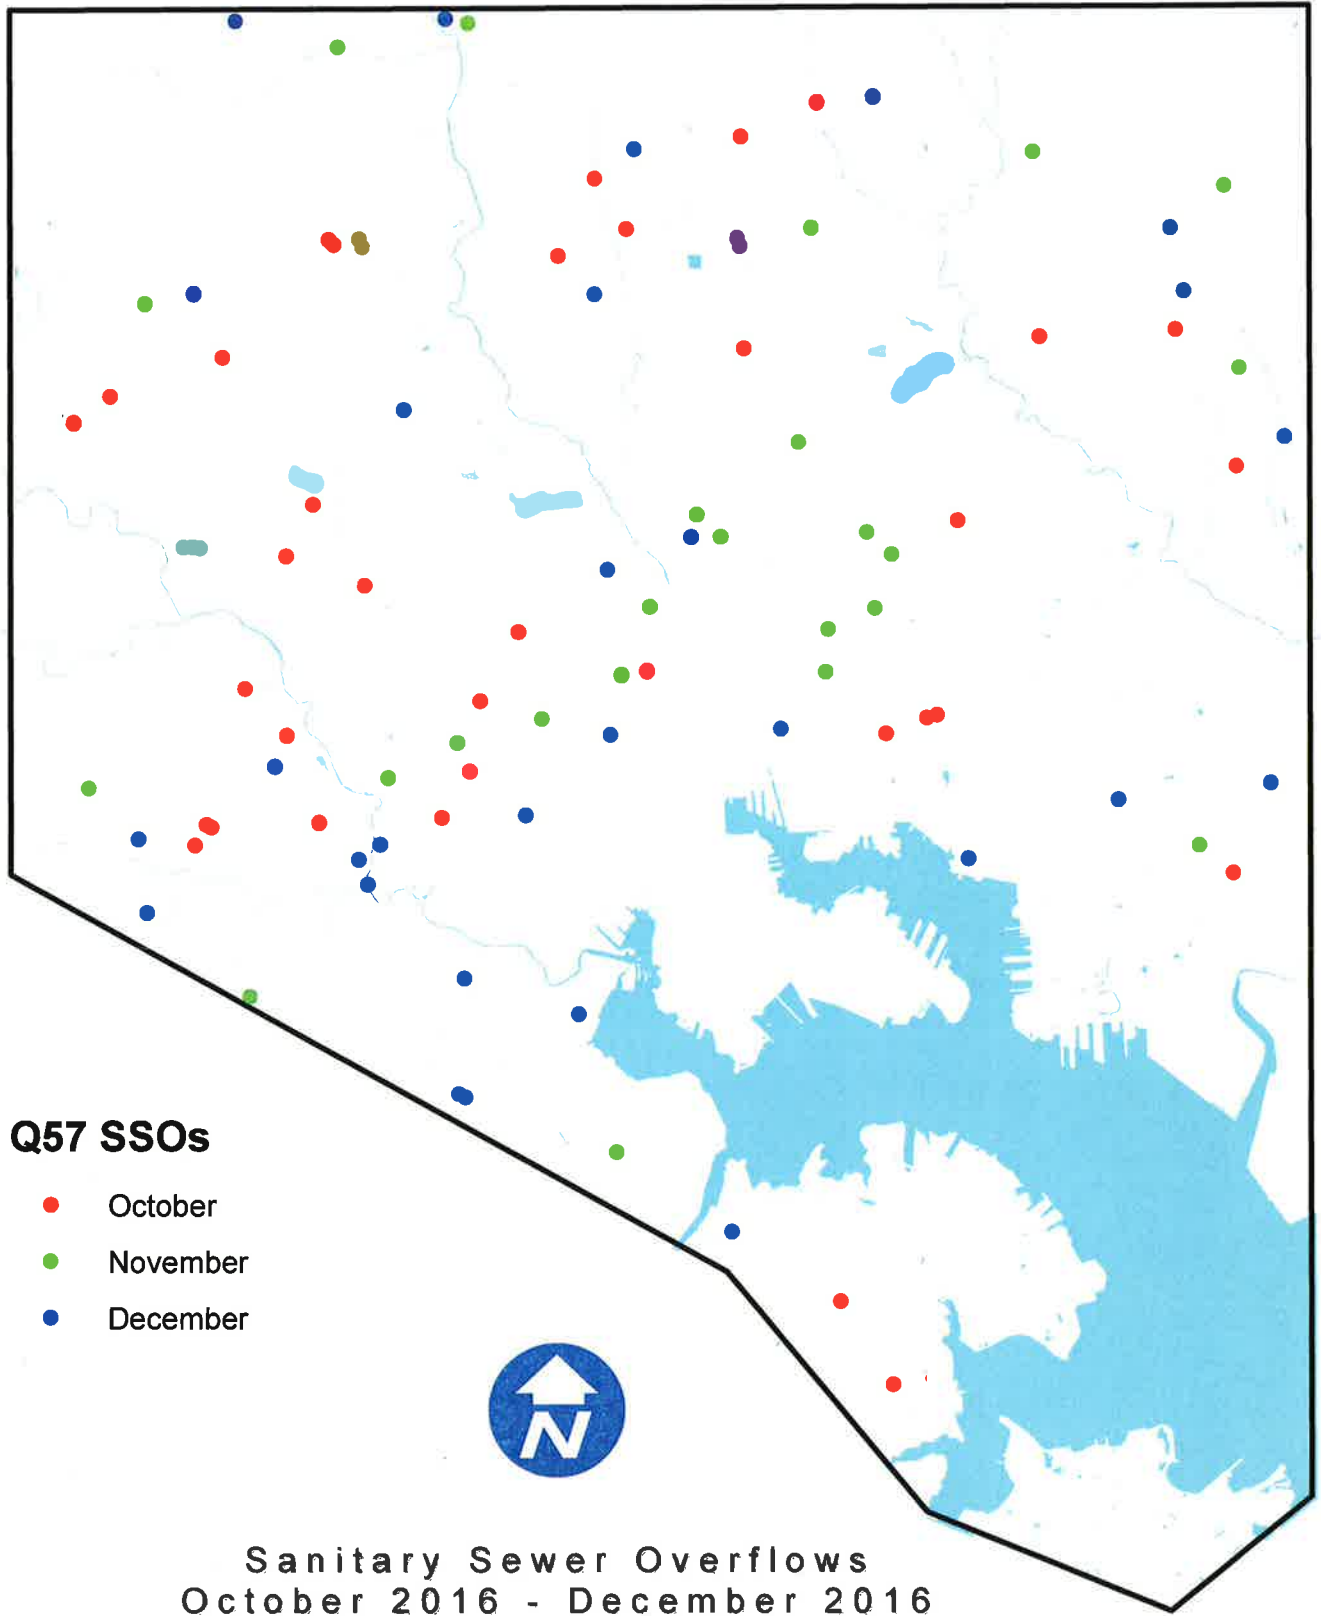 Q57 SSOs
October
November
December
N
Sanitary Sewer Overflows
October 2016 - December 2016